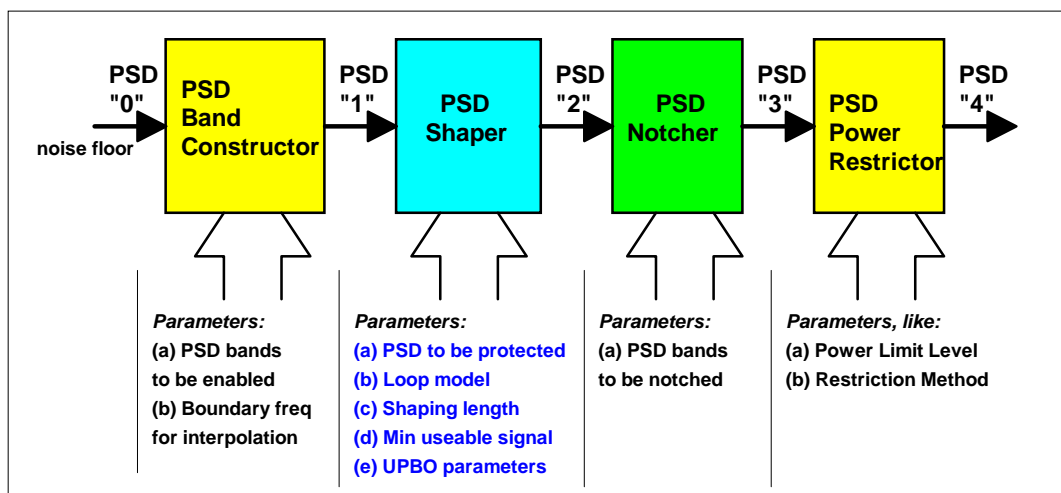 PSD
"0"
noise floor
PSD
Band
Constructor
PSD
"1"
PSD
Shaper
PSD
"2"
PSD
Notcher
PSD
"3"
PSD
Power
Restrictor
PSD
"4"
Parameters:
(a) PSD bands
to be enabled
(b) Boundary freq
for interpolation
Parameters:
(a) PSD to be protected
(b) Loop model
(c) Shaping length
(d) Min useable signal
(e) UPBO parameters
Parameters:
(a) PSD bands
to be notched
Parameters, like:
(a) Power Limit Level
(b) Restriction Method